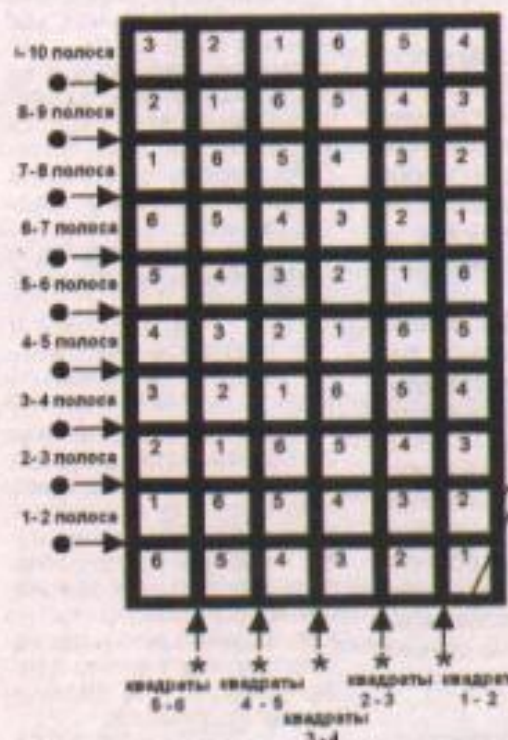 3 2 1 6 5 4
10 полоса
2 1 6 5 4 3
8-9 полоса
1 6 5 4 3 2
7-8 полоса
6 5 4 3 2 1
6-7 полоса
5 4 3 2 1 6
5-6 полоса
4 3 2 1 6 5
4-5 полоса
3 2 1 6 5 4
3-4 полоса
2 1 6 5 4 3
2-3 полоса
1 6 5 4 3 2
1-2 полоса
6 5 4 3 2 1
* * * * *
квадраты квадраты квадраты
5-6 4-5 2-3 1-2
квадраты
3-4